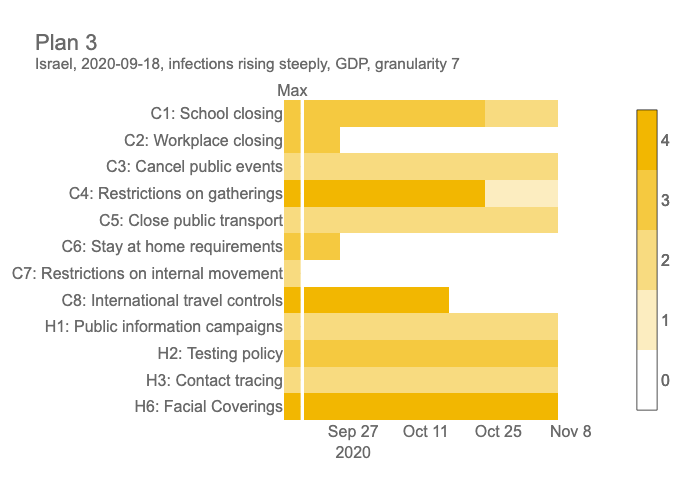 Plan 3
Israel, 2020-09-18, infections rising steeply, GDP, granularity 7
Max
C1: School closing
C2: Workplace closing
C3: Cancel public events
C4: Restrictions on gatherings
C5: Close public transport
C6: Stay at home requirements
C7: Restrictions on internal movement
C8: International travel controls
H1: Public information campaigns
H2: Testing policy
H3: Contact tracing
H6: Facial Coverings
Sep 27 Oct 11 Oct 25 Nov 8
2020
4
3
2
1
0